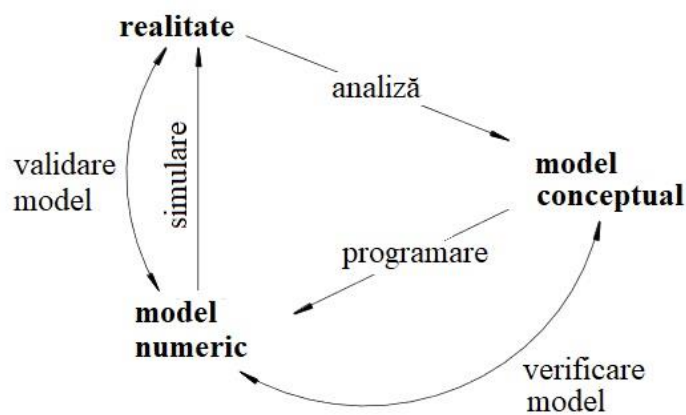 realitate
analiză
validare
model
simulare
model
conceptual
programare
model
numeric
verificare
model